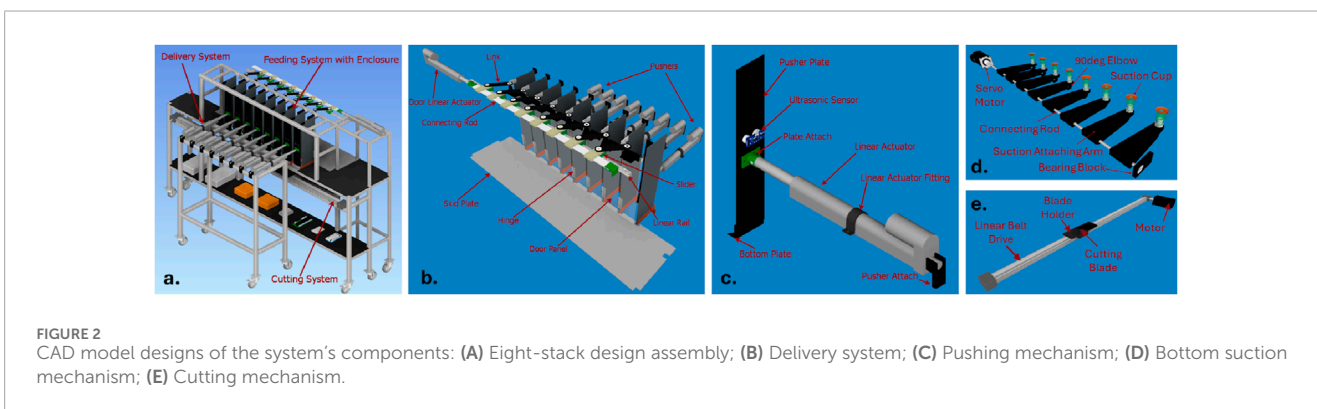 Delivery System
Feeding System with Enclosure
Cutting System
a.
Link
Pushers
Door Linear Actuator
Connecting Rod
Slider
Skid Plate
Hinge
Linear Rail
Door Panel
b.
Pusher Plate
Ultrasonic Sensor
Plate Attach
Linear Actuator
Linear Actuator Fitting
Bottom Plate
Pusher Attach
c.
90deg Elbow
Suction Cup
Servo
Motor
Connecting Rod
Suction Attaching Arm
Bearing Block
d.
e.
Blade
Holder
Linear Belt
Drive
Motor
Cutting
Blade
FIGURE 2
CAD model designs of the system's components: (A) Eight-stack design assembly; (B) Delivery system; (C) Pushing mechanism; (D) Bottom suction
mechanism; (E) Cutting mechanism.